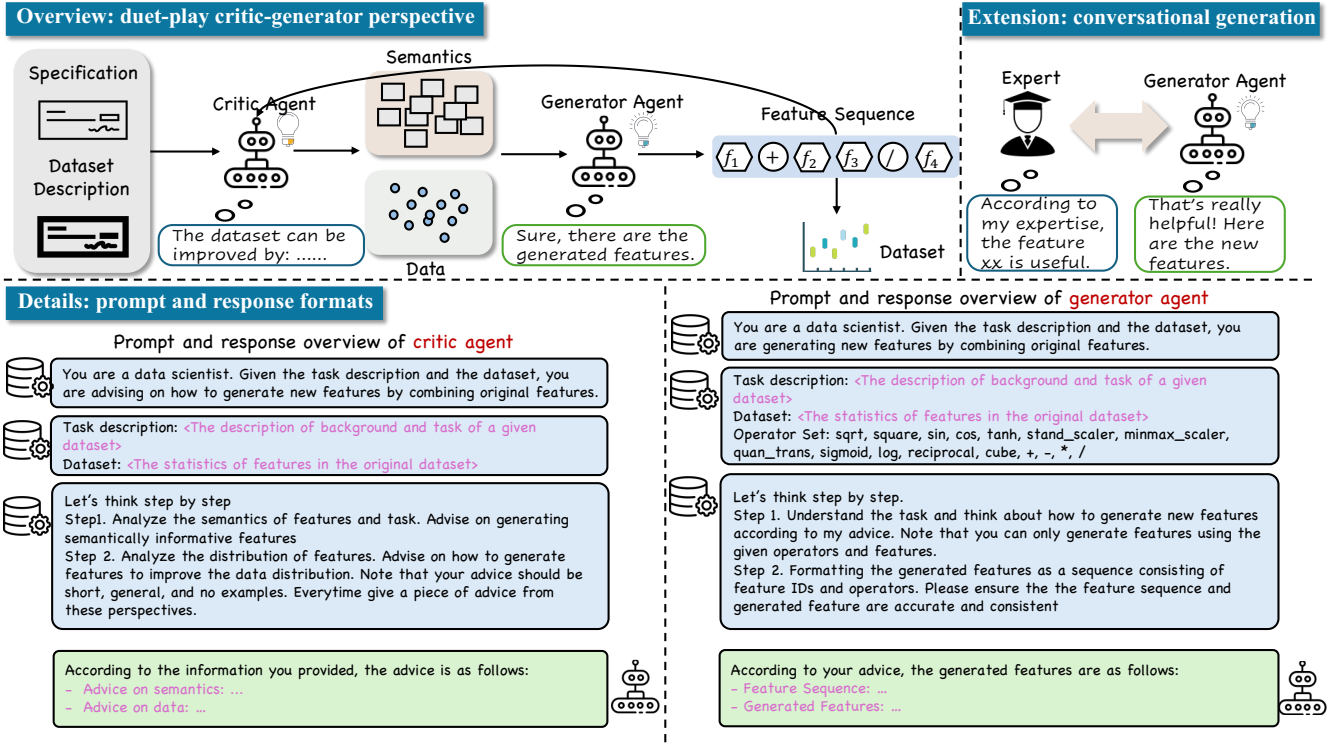 Overview: duet-play critic-generator perspective
Specification
Dataset
Description
Critic Agent
The dataset can be
improved by: ......
Semantics
Data
Generator Agent
Sure, there are the
generated features.
Feature Sequence
f1 + f2 f3 / f4
Dataset
Extension: conversational generation
Expert
Generator Agent
According to
my expertise,
the feature
xx is useful.
That's really
helpful! Here
are the new
features.
Details: prompt and response formats
Prompt and response overview of critic agent
You are a data scientist. Given the task description and the dataset, you
are advising on how to generate new features by combining original features.
Task description: <The description of background and task of a given
dataset>
Dataset: <The statistics of features in the original dataset>
Let's think step by step
Step1. Analyze the semantics of features and task. Advise on generating
semantically informative features
Step 2. Analyze the distribution of features. Advise on how to generate
features to improve the data distribution. Note that your advice should be
short, general, and no examples. Everytime give a piece of advice from
these perspectives.
According to the information you provided, the advice is as follows:
- Advice on semantics: ...
- Advice on data: ...
Prompt and response overview of generator agent
You are a data scientist. Given the task description and the dataset, you
are generating new features by combining original features.
Task description: <The description of background and task of a given
dataset>
Dataset: <The statistics of features in the original dataset>
Operator Set: sqrt, square, sin, cos, tanh, stand_scaler, minmax_scaler,
quan_trans, sigmoid, log, reciprocal, cube, +, -, *, /
Let's think step by step.
Step 1. Understand the task and think about how to generate new features
according to my advice. Note that you can only generate features using the
given operators and features.
Step 2. Formatting the generated features as a sequence consisting of
feature IDs and operators. Please ensure the the feature sequence and
generated feature are accurate and consistent
According to your advice, the generated features are as follows:
- Feature Sequence: ...
- Generated Features: ...